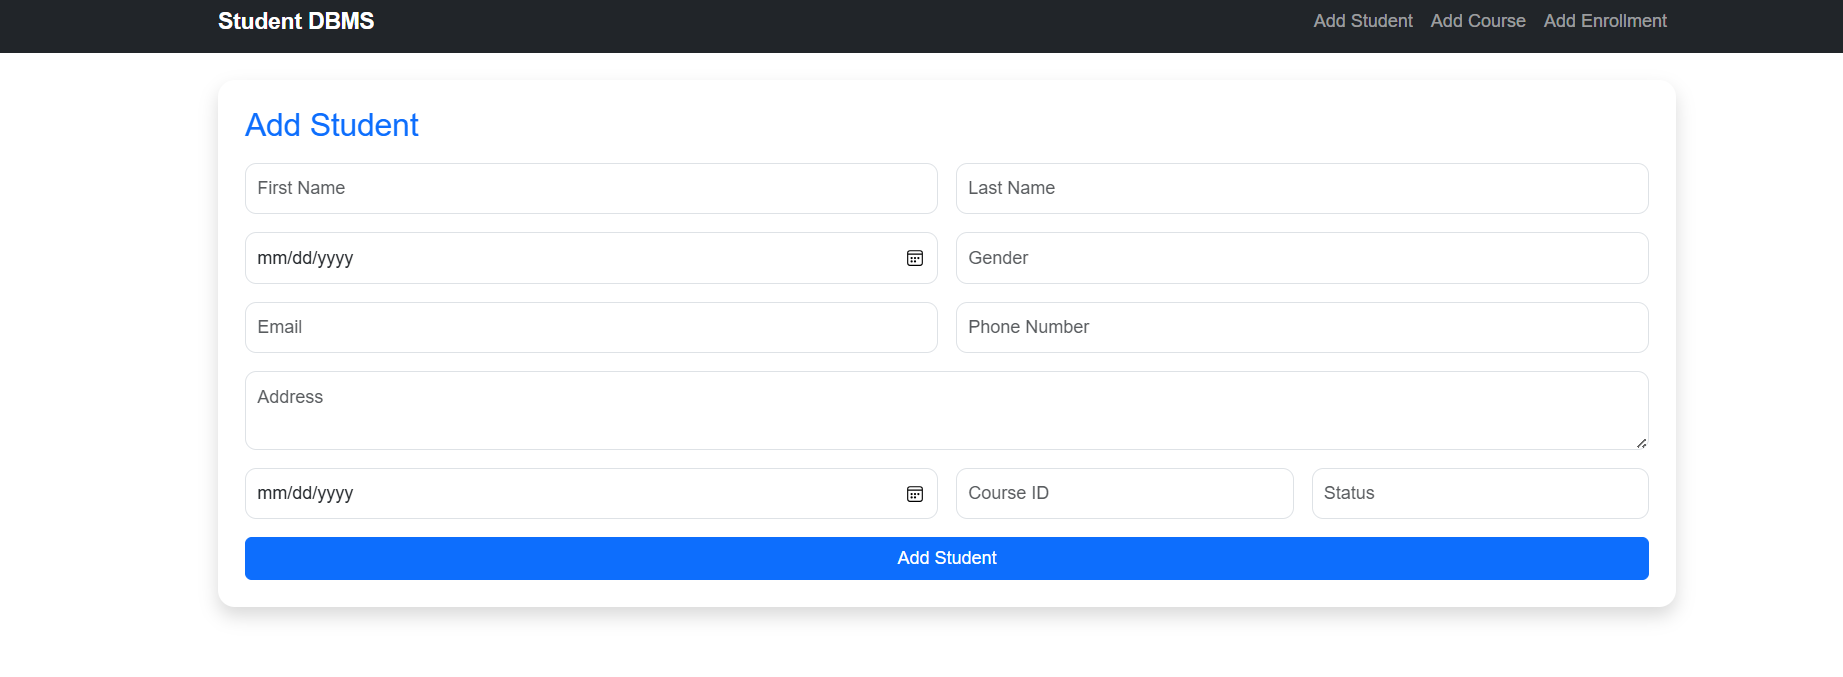 Student DBMS Add Student Add Course Add Enrollment
Add Student
First Name Last Name
mm/dd/yyyy Gender
Email Phone Number
Address
mm/dd/yyyy Course ID Status
Add Student